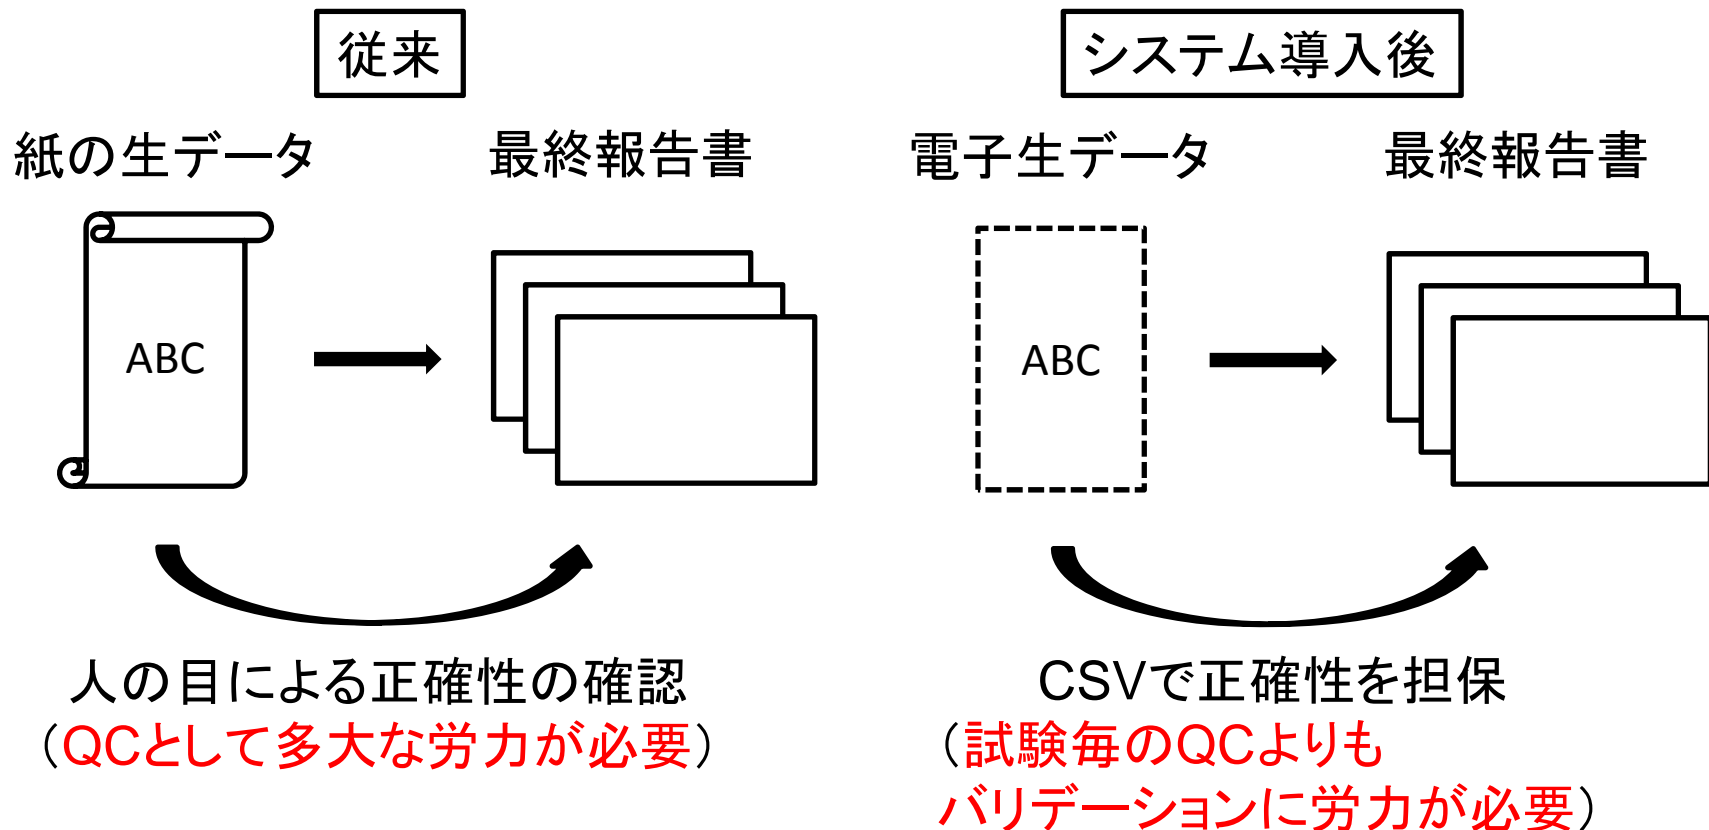 従来
紙の生データ
最終報告書
ABC
人の目による正確性の確認
（QCとして多大な労力が必要）
システム導入後
電子生データ
最終報告書
ABC
CSVで正確性を担保
（試験毎のQCよりも
バリデーションに労力が必要）